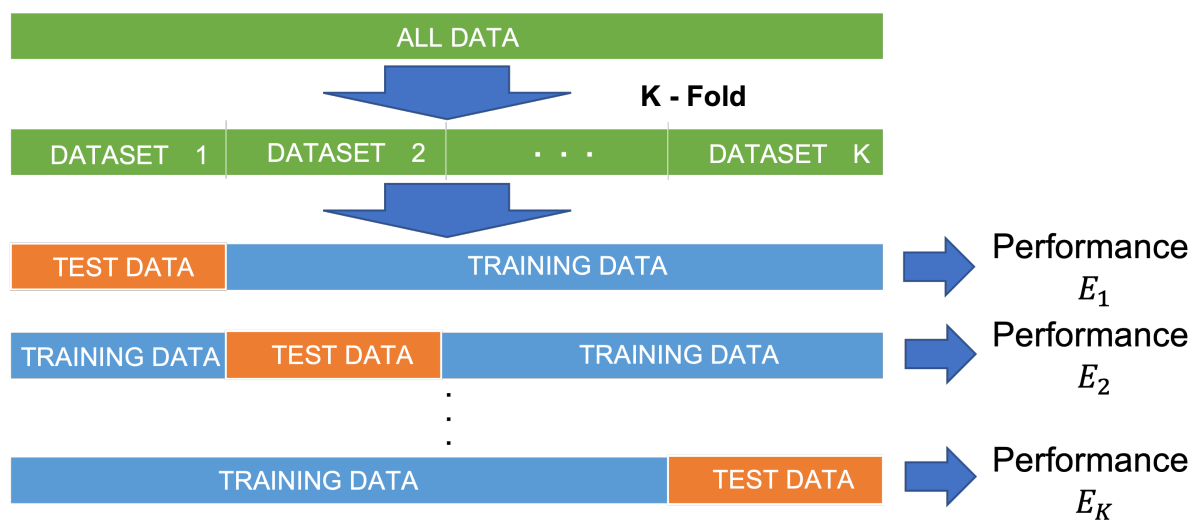 ALL DATA
K - Fold
DATASET 1 DATASET 2 . . . DATASET K
TEST DATA TRAINING DATA Performance
E₁
TRAINING DATA TEST DATA TRAINING DATA Performance
E₂
.
.
.
TRAINING DATA TEST DATA Performance
E_K